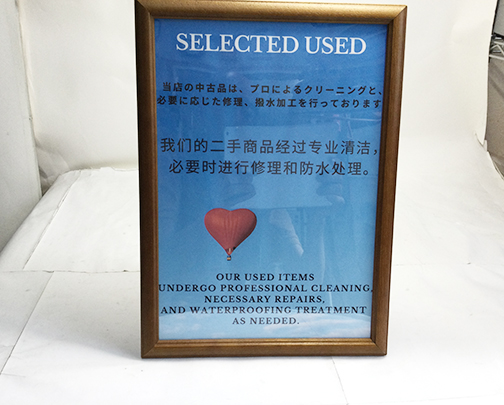 SELECTED USED
当店の中古品は、プロによるクリーニングと、
必要に応じた修理、撥水加工を行っております
我们的二手商品经过专业清洁，
必要时进行修理和防水处理。
OUR USED ITEMS
UNDERGO PROFESSIONAL CLEANING,
NECESSARY REPAIRS,
AND WATERPROOFING TREATMENT
AS NEEDED.